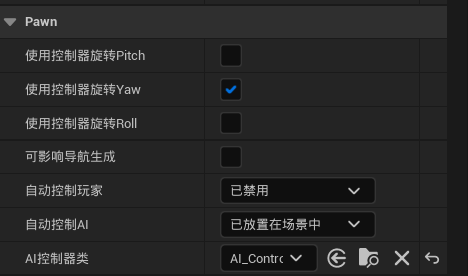 Pawn
使用控制器旋转Pitch
使用控制器旋转Yaw
使用控制器旋转Roll
可影响导航生成
自动控制玩家 已禁用
自动控制AI 已放置在场景中
AI控制器类 AI_Contro